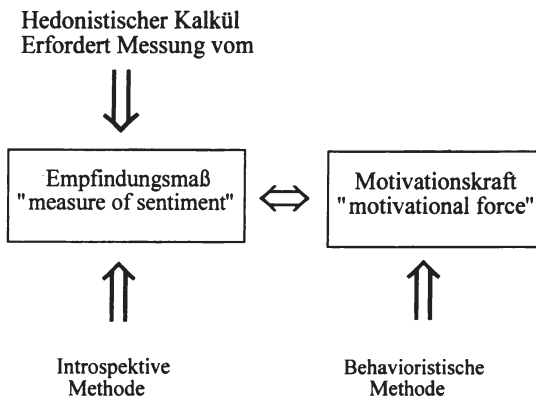 Hedonistischer Kalkül
Erfordert Messung vom
Empfindungsmaß
"measure of sentiment"
Motivationskraft
"motivational force"
Introspektive
Methode
Behavioristische
Methode